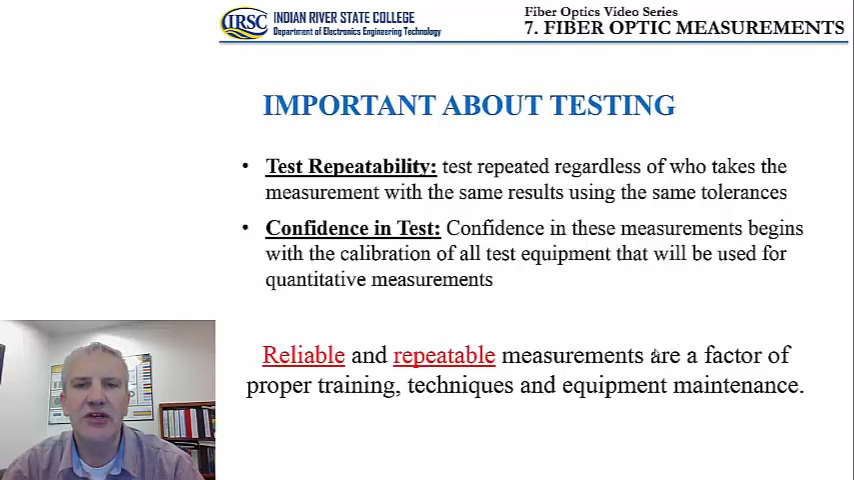 IRSC
INDIAN RIVER STATE COLLEGE
Department of Electronics Engineering Technology
Fiber Optics Video Series
7. FIBER OPTIC MEASUREMENTS
IMPORTANT ABOUT TESTING
• Test Repeatability: test repeated regardless of who takes the
measurement with the same results using the same tolerances
• Confidence in Test: Confidence in these measurements begins
with the calibration of all test equipment that will be used for
quantitative measurements
Reliable and repeatable measurements are a factor of
proper training, techniques and equipment maintenance.